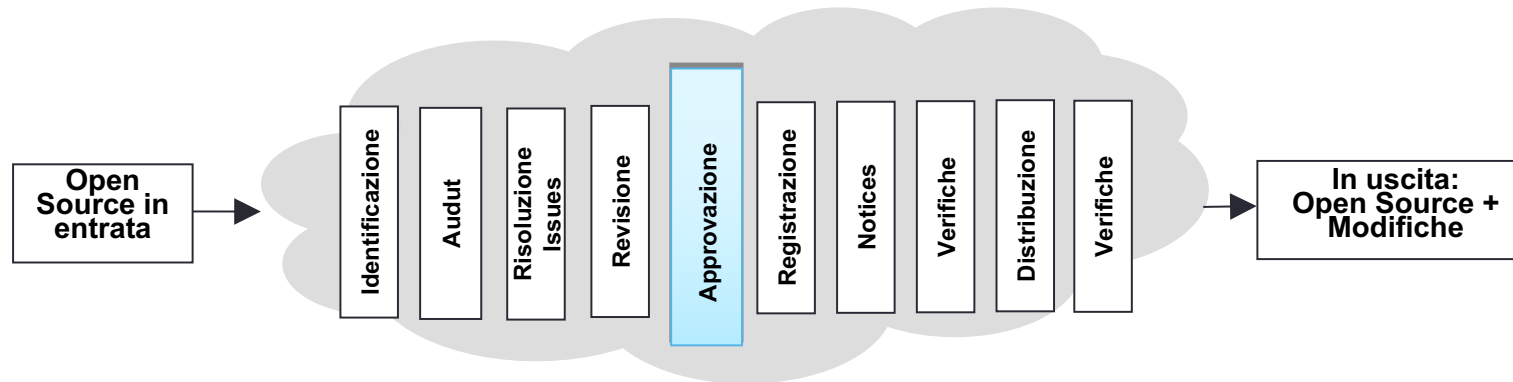 Open
Source in
entrata
Identificazione
Audut
Risoluzione
Issues
Revisione
Approvazione
Registrazione
Notices
Verifiche
Distribuzione
Verifiche
In uscita:
Open Source +
Modifiche